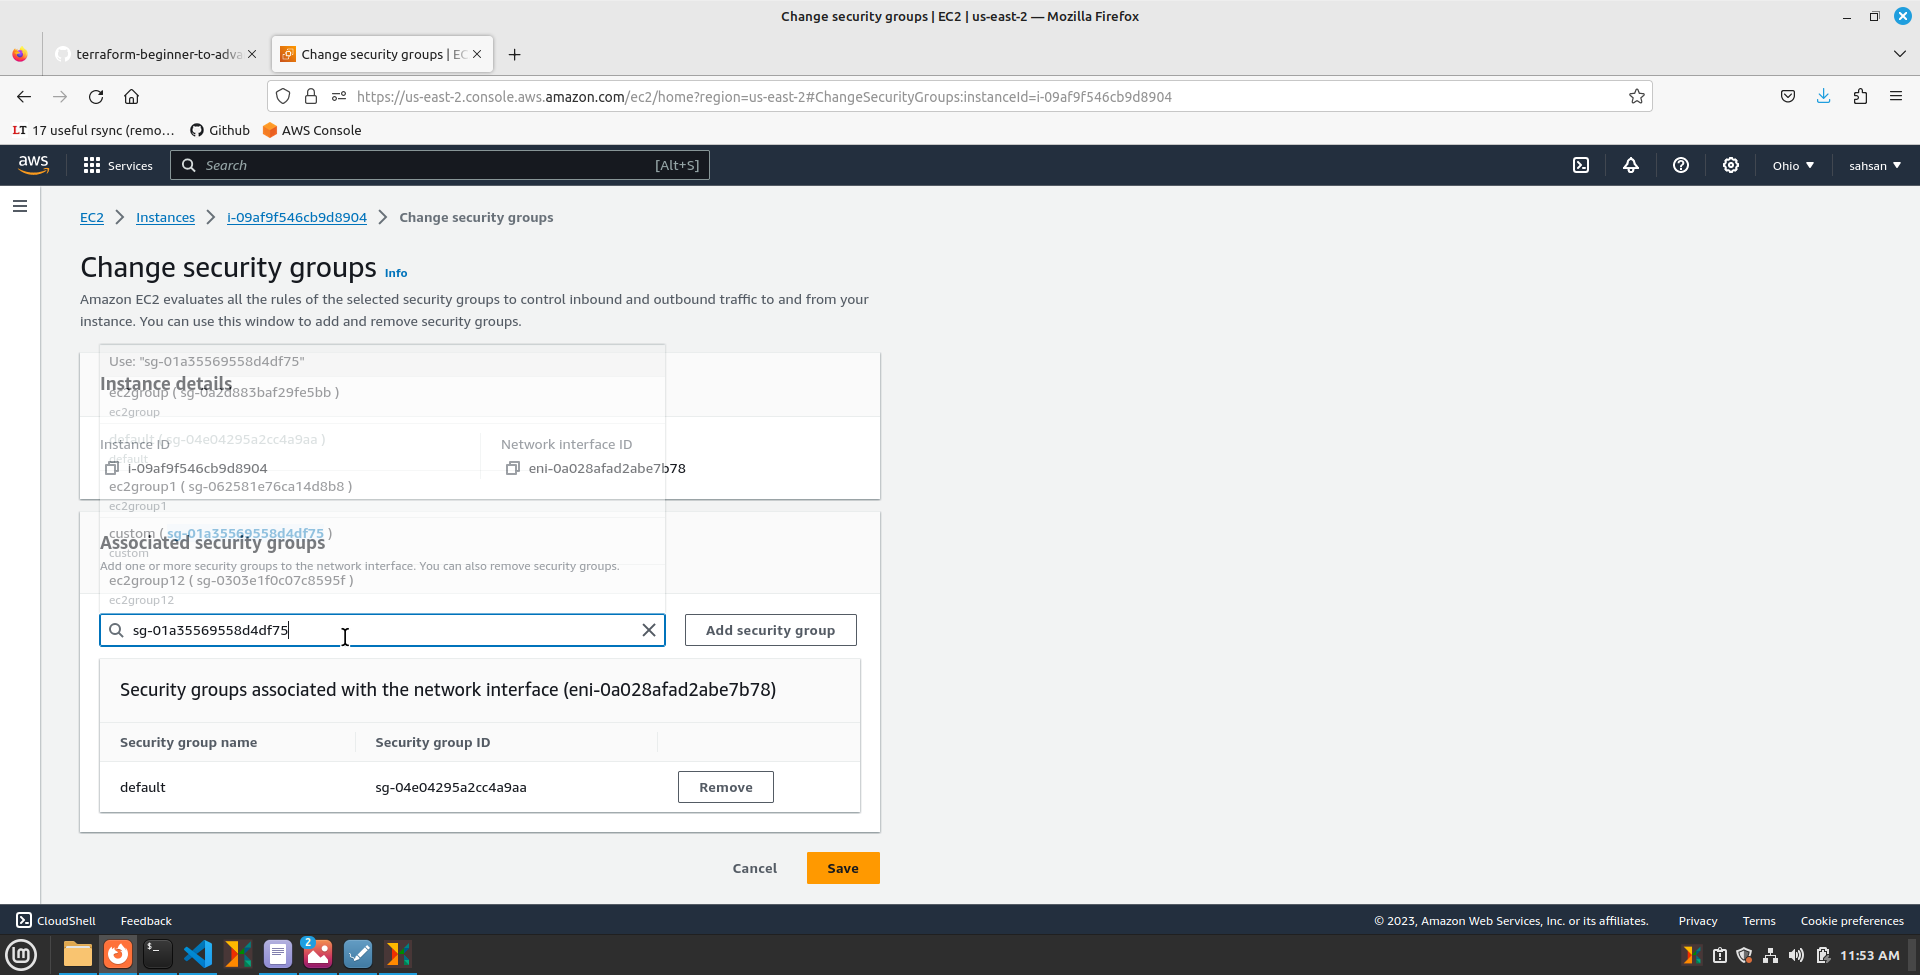 Change security groups | EC2 | us-east-2 — Mozilla Firefox
terraform-beginner-to-adva
Change security groups | EC
https://us-east-2.console.aws.amazon.com/ec2/home?region=us-east-2#ChangeSecurityGroups:instanceId=i-09af9f546cb9d8904
LT 17 useful rsync (remo…
Github
AWS Console
aws
Services
Search
[Alt+S]
Ohio
sahsan
EC2
Instances
i-09af9f546cb9d8904
Change security groups
Change security groups Info
Amazon EC2 evaluates all the rules of the selected security groups to control inbound and outbound traffic to and from your
instance. You can use this window to add and remove security groups.
Use: "sg-01a35569558d4df75"
Instance details
ec2group ( sg-0a2d883baf29fe5bb )
ec2group
default ( sg-04e04295a2cc4a9aa )
Instance ID
Network interface ID
default
i-09af9f546cb9d8904
eni-0a028afad2abe7b78
ec2group1 ( sg-062581e76ca14d8b8 )
ec2group1
custom ( sg-01a35569558d4df75 )
Associated security groups
custom
Add one or more security groups to the network interface. You can also remove security groups.
ec2group12 ( sg-0303e1f0c07c8595f )
ec2group12
sg-01a35569558d4df75
Add security group
Security groups associated with the network interface (eni-0a028afad2abe7b78)
Security group name
Security group ID
default
sg-04e04295a2cc4a9aa
Remove
Cancel
Save
CloudShell
Feedback
© 2023, Amazon Web Services, Inc. or its affiliates.
Privacy
Terms
Cookie preferences
2
11:53 AM